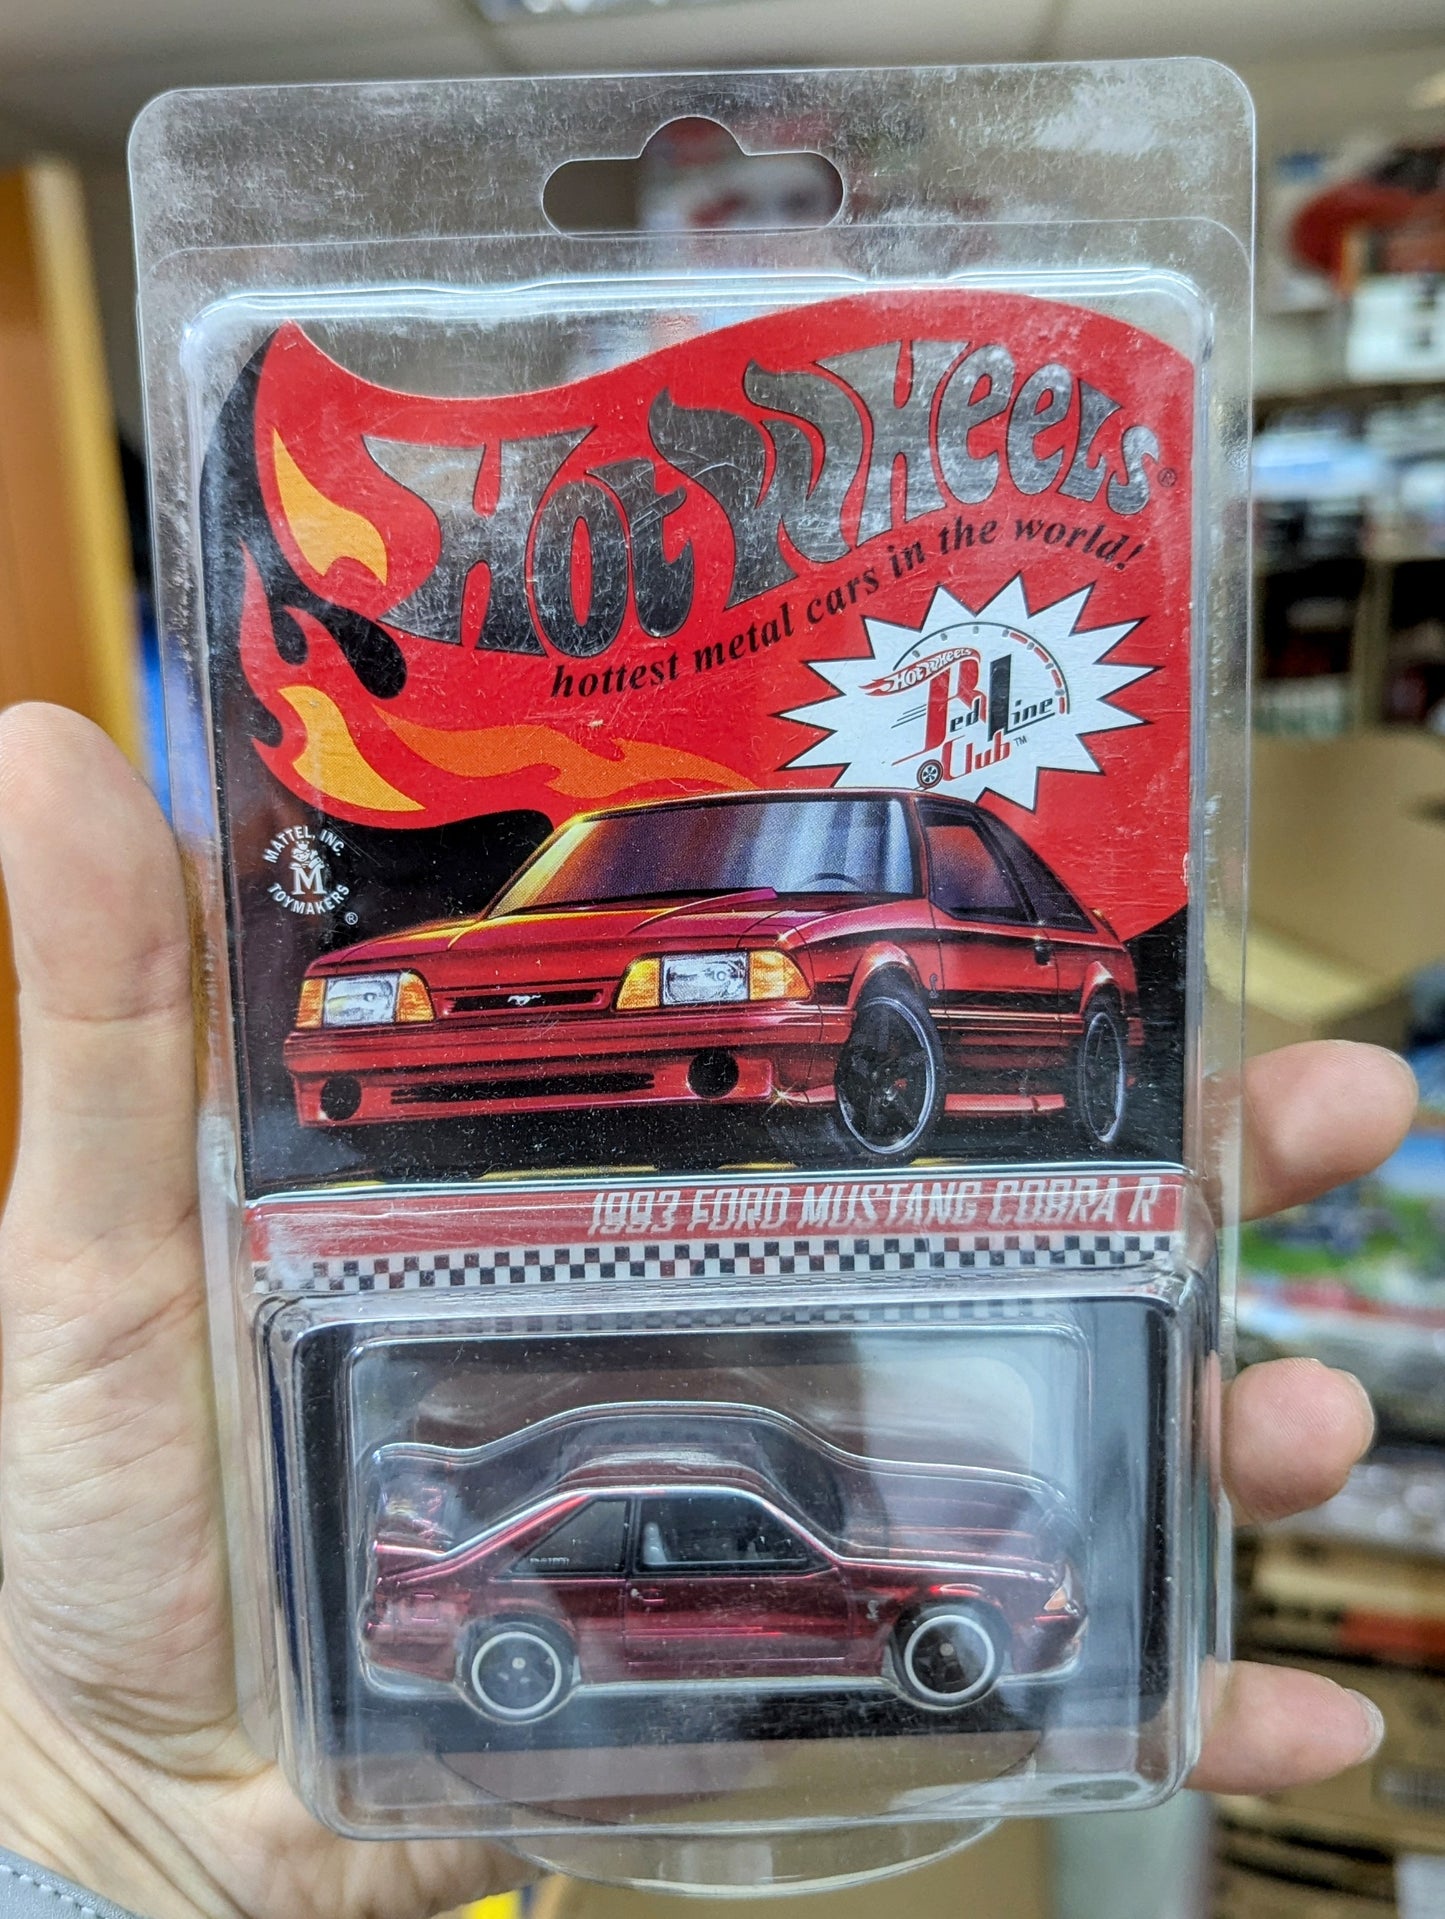 Hot Wheels®
hottest metal cars in the world!
Hot Wheels
Red Line
Club™
MATTEL, INC.
M
TOYMAKERS
®
1993 FORD MUSTANG COBRA R